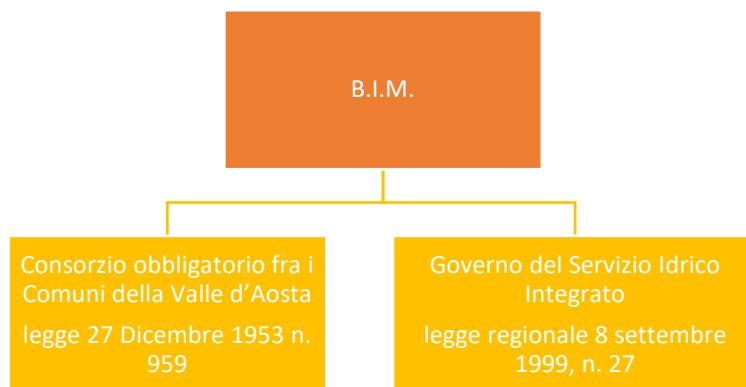 B.I.M.
Consorzio obbligatorio fra i
Comuni della Valle d’Aosta
legge 27 Dicembre 1953 n.
959
Governo del Servizio Idrico
Integrato
legge regionale 8 settembre
1999, n. 27